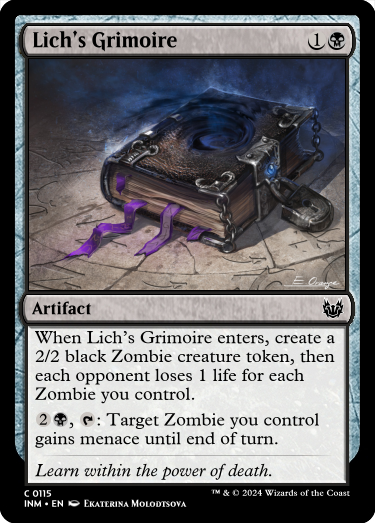 Lich's Grimoire 1
E. Orange
Artifact
When Lich's Grimoire enters, create a
2/2 black Zombie creature token, then
each opponent loses 1 life for each
Zombie you control.
2 , : Target Zombie you control
gains menace until end of turn.
Learn within the power of death.
C 0115
INM • EN Ekaterina Molodtsova
™ & © 2024 Wizards of the Coast